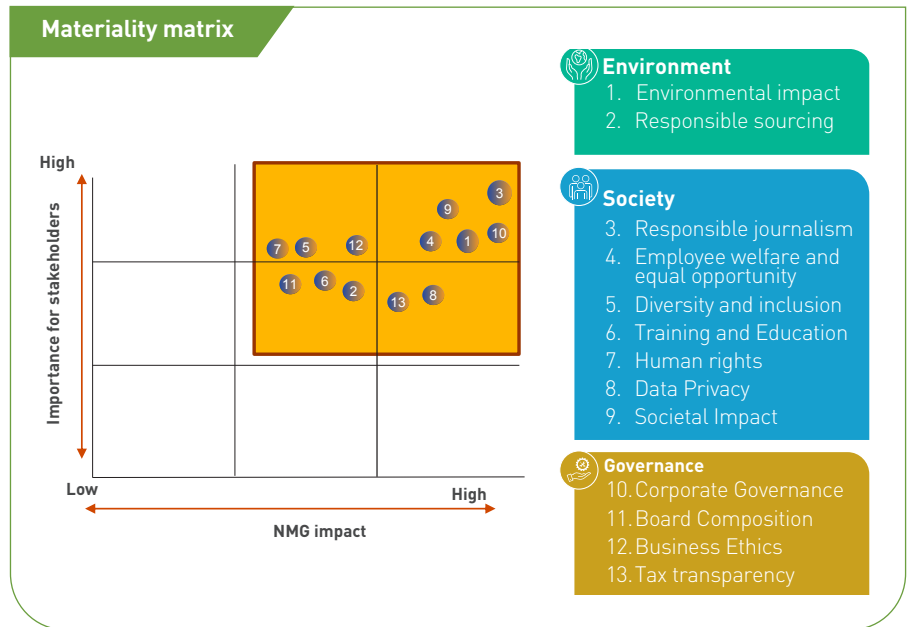 Materiality matrix
High
Importance for stakeholders
3
9
10
4
1
7
5
12
11
6
2
13
8
Low
High
NMG impact
Environment
1. Environmental impact
2. Responsible sourcing
Society
3. Responsible journalism
4. Employee welfare and
equal opportunity
5. Diversity and inclusion
6. Training and Education
7. Human rights
8. Data Privacy
9. Societal Impact
Governance
10. Corporate Governance
11. Board Composition
12. Business Ethics
13. Tax transparency